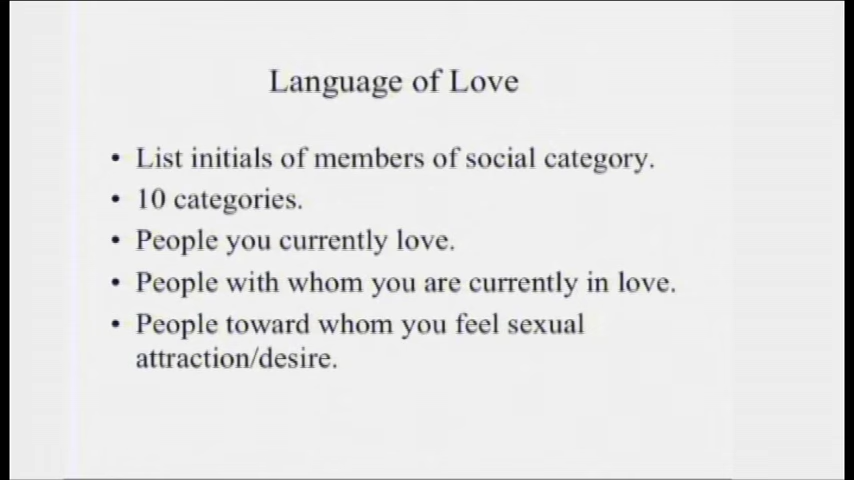 Language of Love
• List initials of members of social category.
• 10 categories.
• People you currently love.
• People with whom you are currently in love.
• People toward whom you feel sexual
attraction/desire.